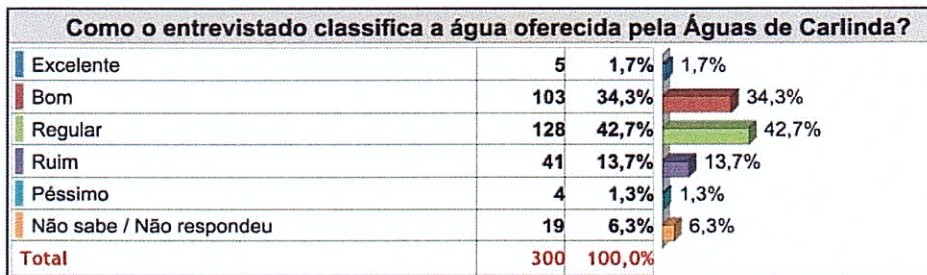 Como o entrevistado classifica a água oferecida pela Águas de Carlinda?
Excelente 5 1,7% 1,7%
Bom 103 34,3% 34,3%
Regular 128 42,7% 42,7%
Ruim 41 13,7% 13,7%
Péssimo 4 1,3% 1,3%
Não sabe / Não respondeu 19 6,3% 6,3%
Total 300 100,0%